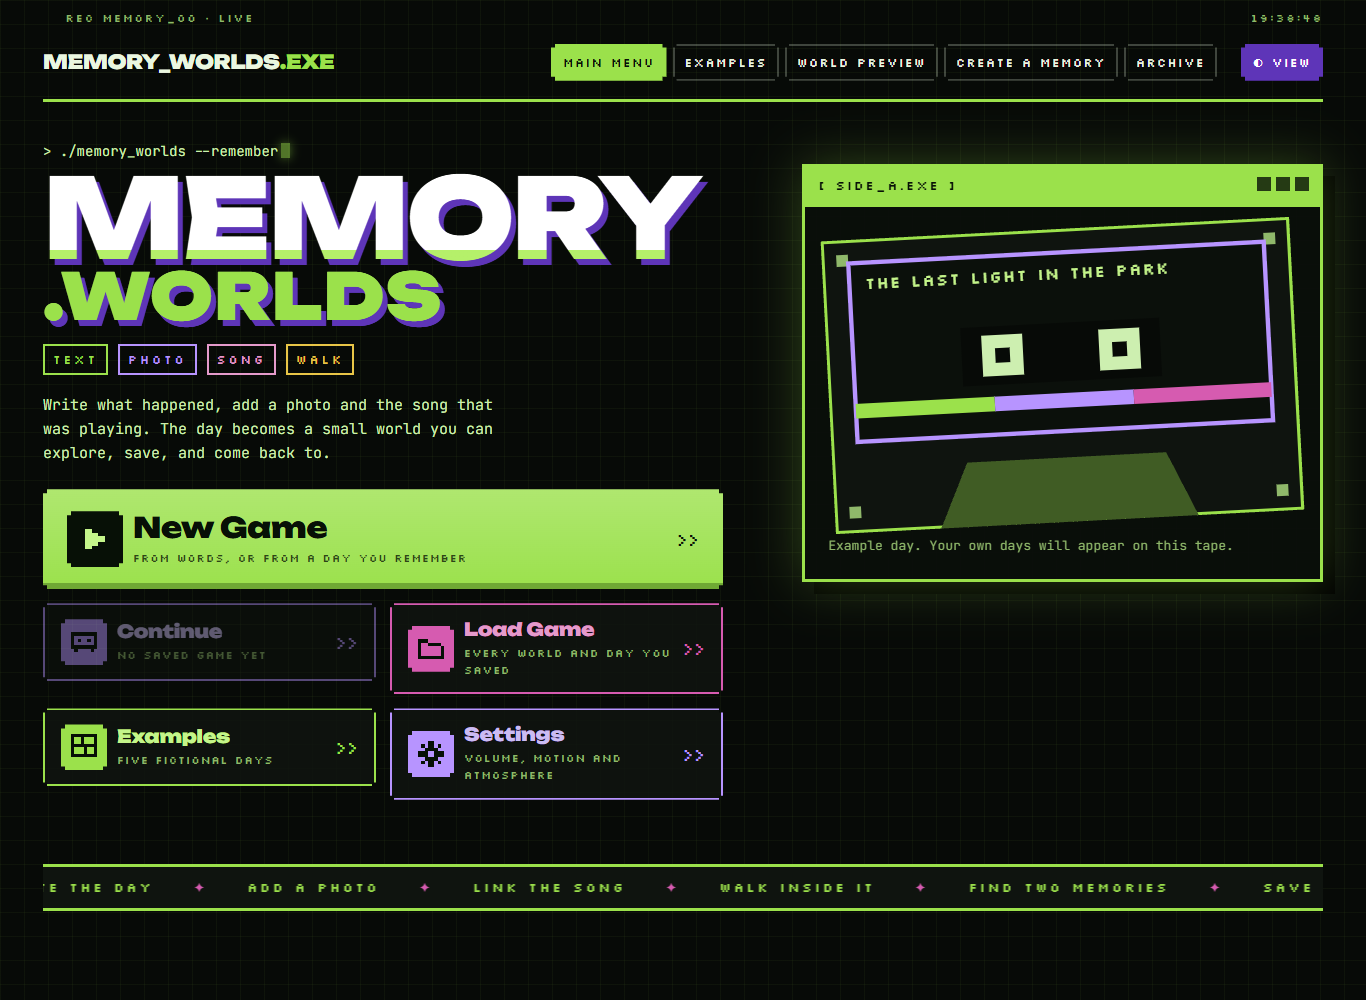 REC MEMORY_OO · LIVE
19:30:40
MEMORY_WORLDS.EXE
MAIN MENU
EXAMPLES
WORLD PREVIEW
CREATE A MEMORY
ARCHIVE
◐ VIEW
> ./memory_worlds --remember
MEMORY
.WORLDS
TEXT
PHOTO
SONG
WALK
Write what happened, add a photo and the song that
was playing. The day becomes a small world you can
explore, save, and come back to.
New Game
FROM WORDS, OR FROM A DAY YOU REMEMBER
>>
Continue
NO SAVED GAME YET
>>
Load Game
EVERY WORLD AND DAY YOU
SAVED
>>
Examples
FIVE FICTIONAL DAYS
>>
Settings
VOLUME, MOTION AND
ATMOSPHERE
>>
[ SIDE_A.EXE ]
THE LAST LIGHT IN THE PARK
Example day. Your own days will appear on this tape.
E THE DAY ✦ ADD A PHOTO ✦ LINK THE SONG ✦ WALK INSIDE IT ✦ FIND TWO MEMORIES ✦ SAVE